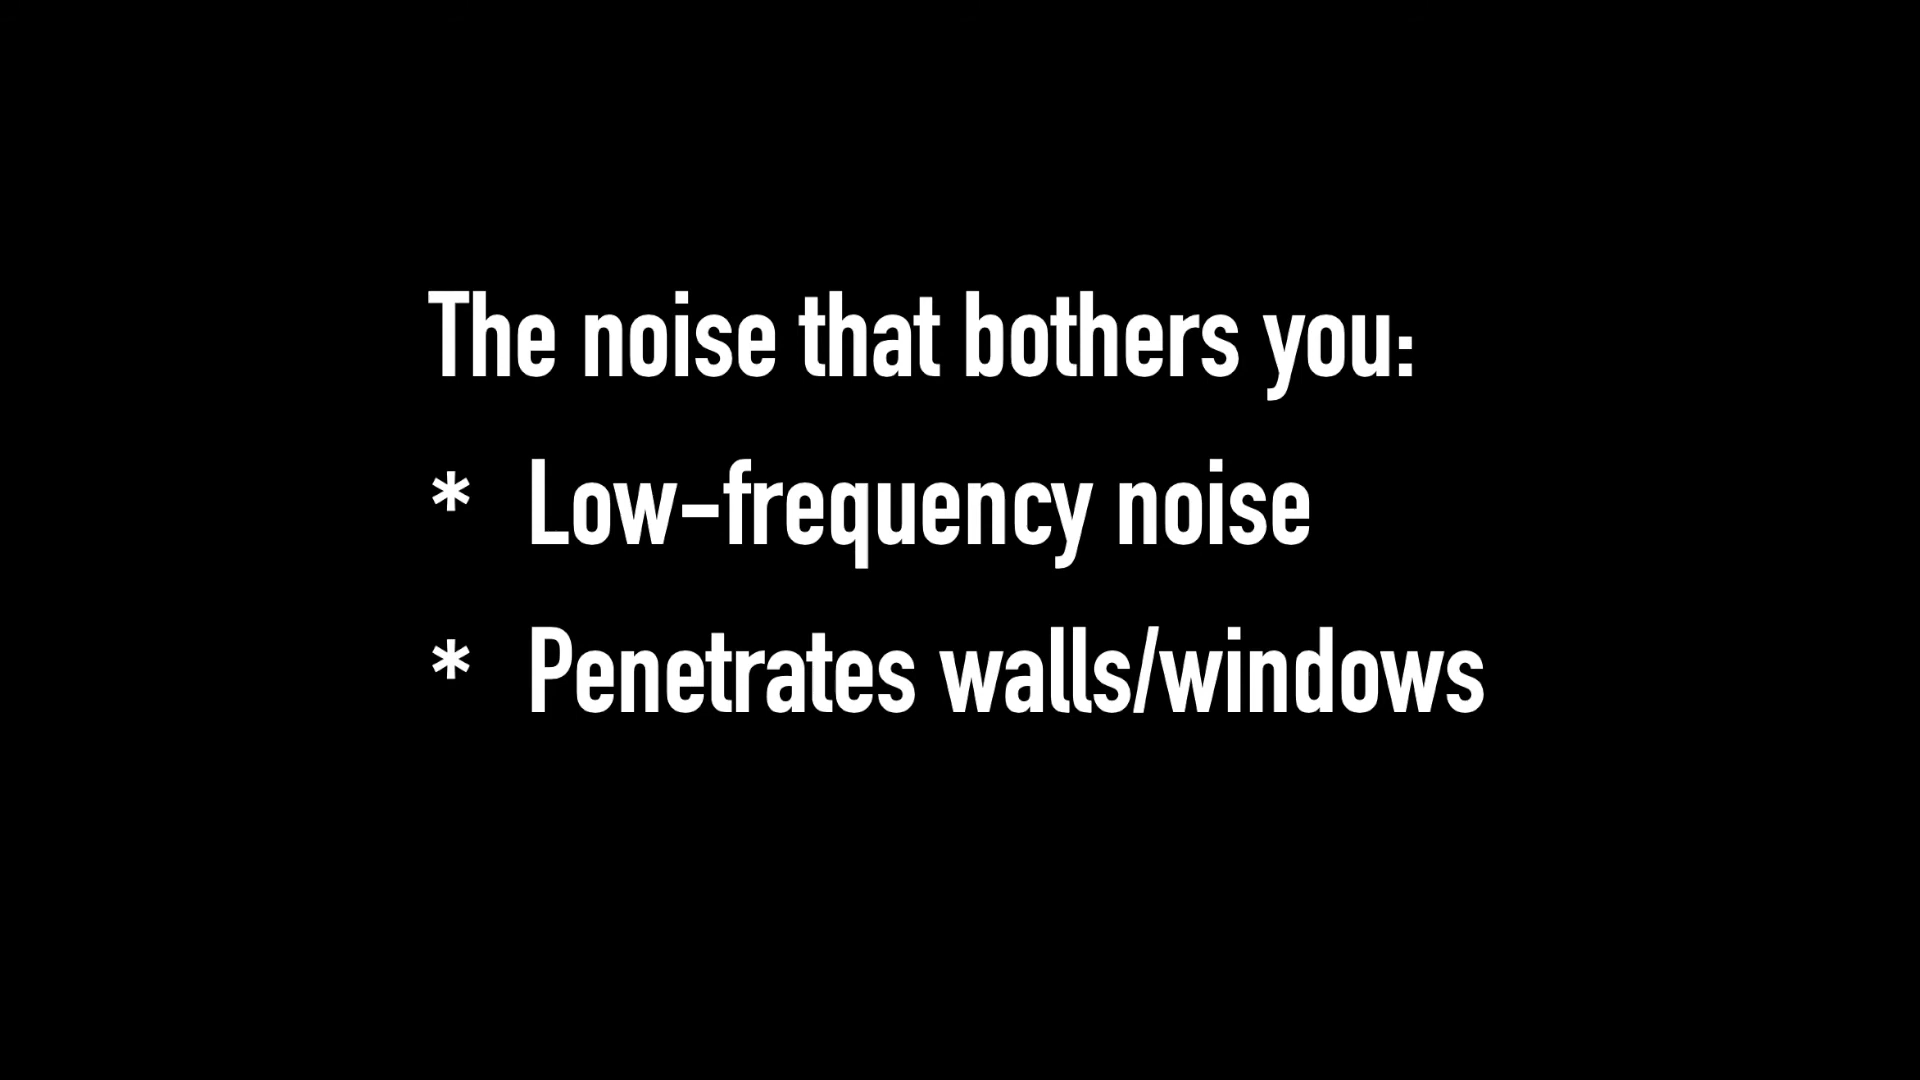 The noise that bothers you:
* Low-frequency noise
* Penetrates walls/windows